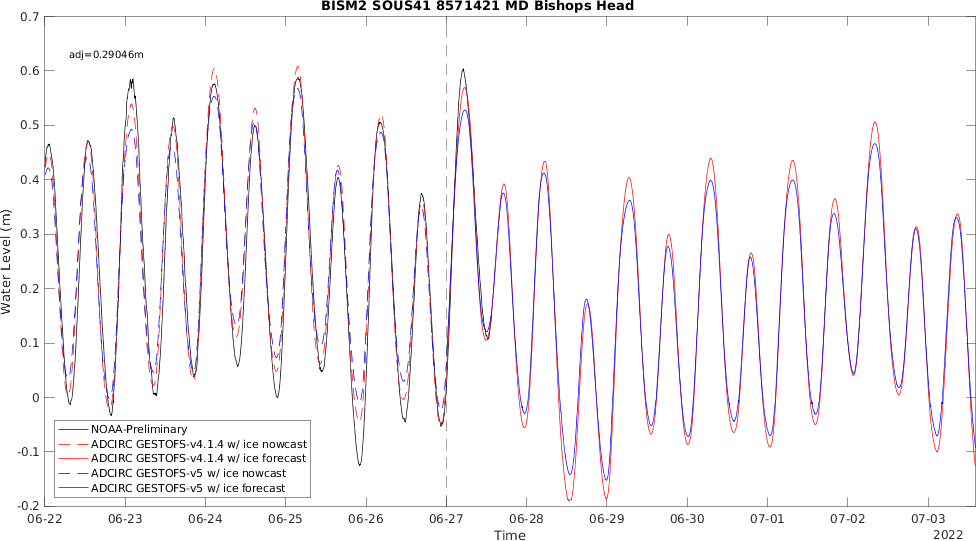 BISM2 SOUS41 8571421 MD Bishops Head
0.7
0.6
0.5
0.4
0.3
0.2
0.1
0
-0.1
-0.2
Water Level (m)
adj=0.29046m
NOAA-Preliminary
ADCIRC GESTOFS-v4.1.4 w/ ice nowcast
ADCIRC GESTOFS-v4.1.4 w/ ice forecast
ADCIRC GESTOFS-v5 w/ ice nowcast
ADCIRC GESTOFS-v5 w/ ice forecast
06-22 06-23 06-24 06-25 06-26 06-27 06-28 06-29 06-30 07-01 07-02 07-03
Time
2022